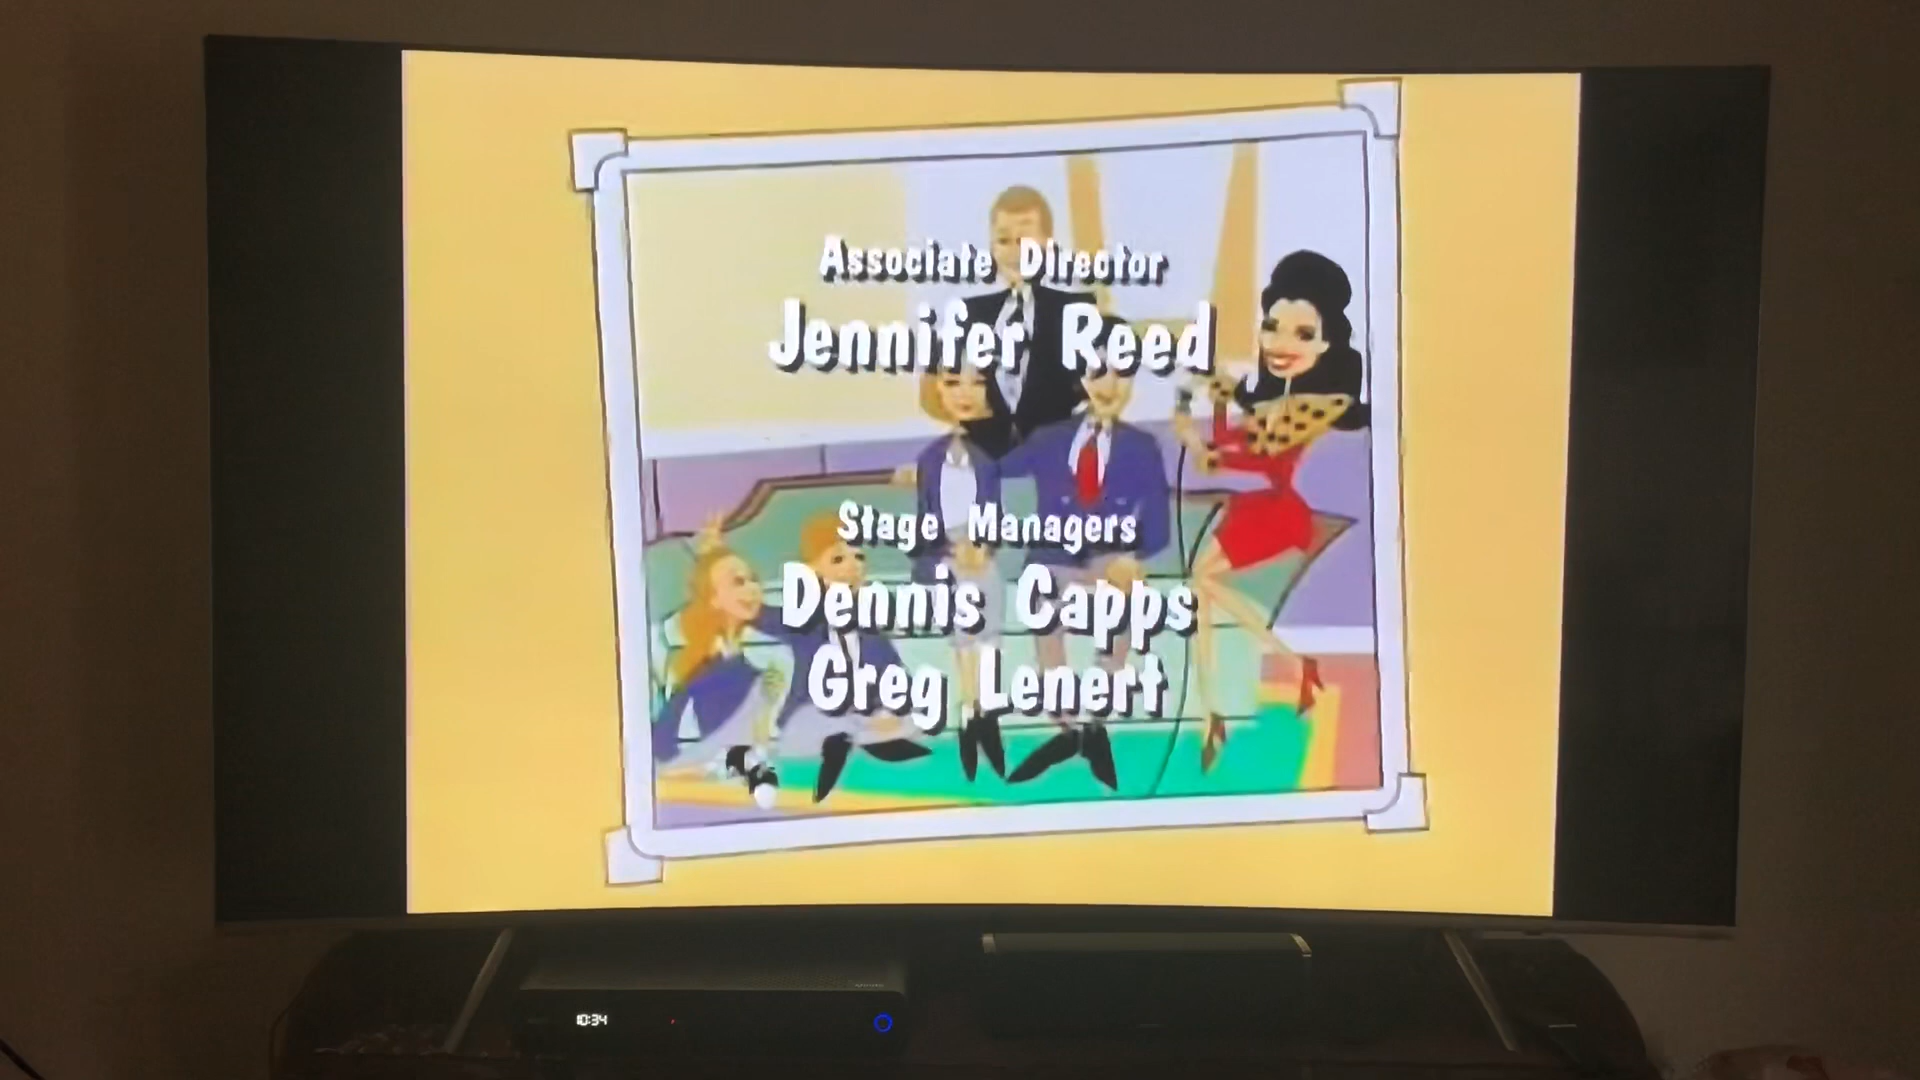 Associate Director
Jennifer Reed
Stage Managers
Dennis Capps
Greg Lenert
10:34